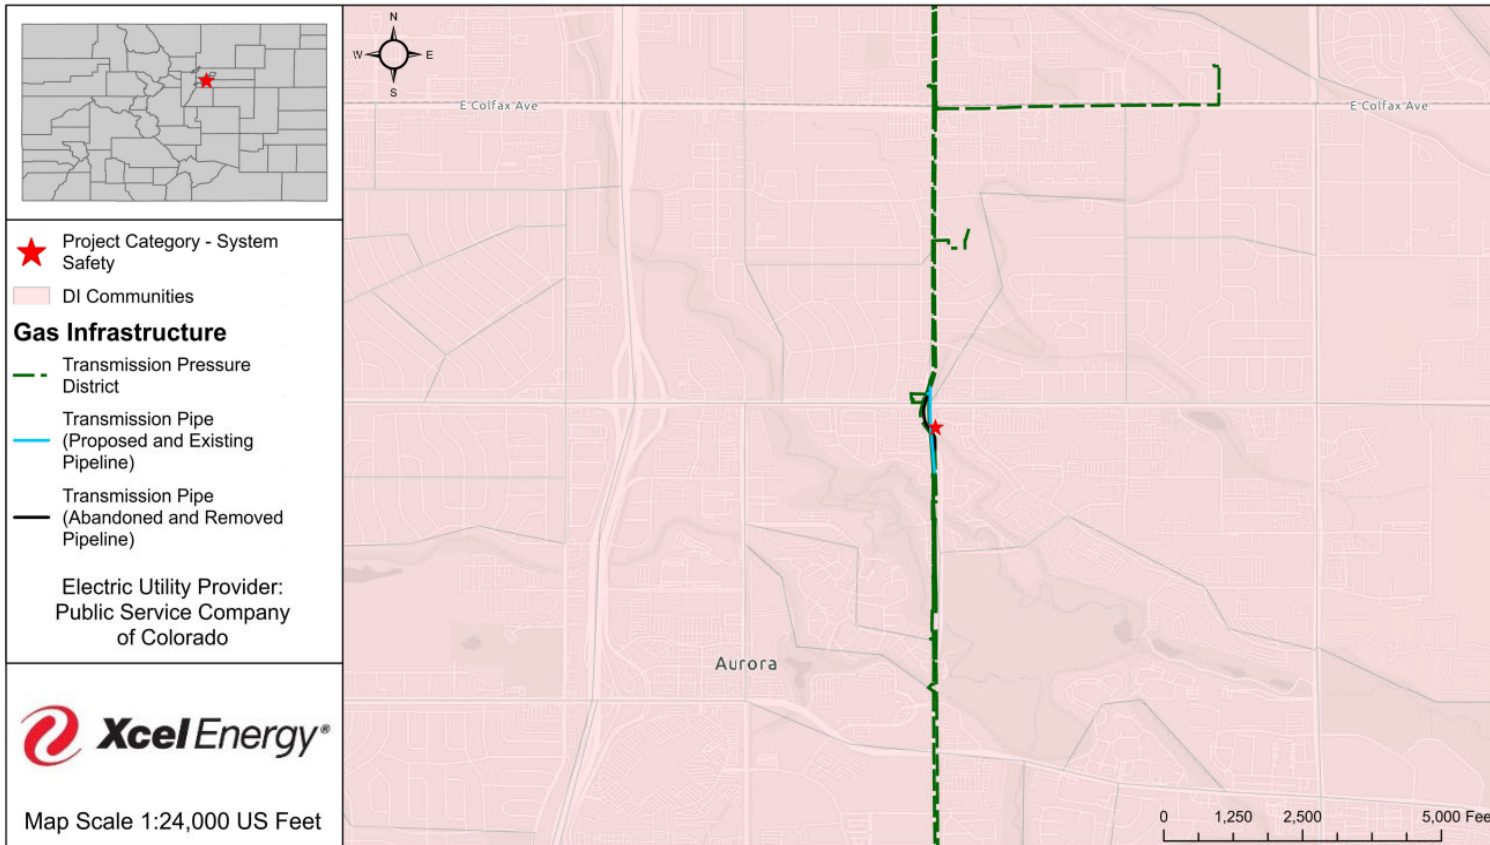 Project Category - System
Safety
DI Communities
Gas Infrastructure
Transmission Pressure
District
Transmission Pipe
(Proposed and Existing
Pipeline)
Transmission Pipe
(Abandoned and Removed
Pipeline)
Electric Utility Provider:
Public Service Company
of Colorado
Xcel Energy®
Map Scale 1:24,000 US Feet
N
W E
S
E Colfax Ave
E Colfax Ave
Aurora
0 1,250 2,500 5,000 Fee